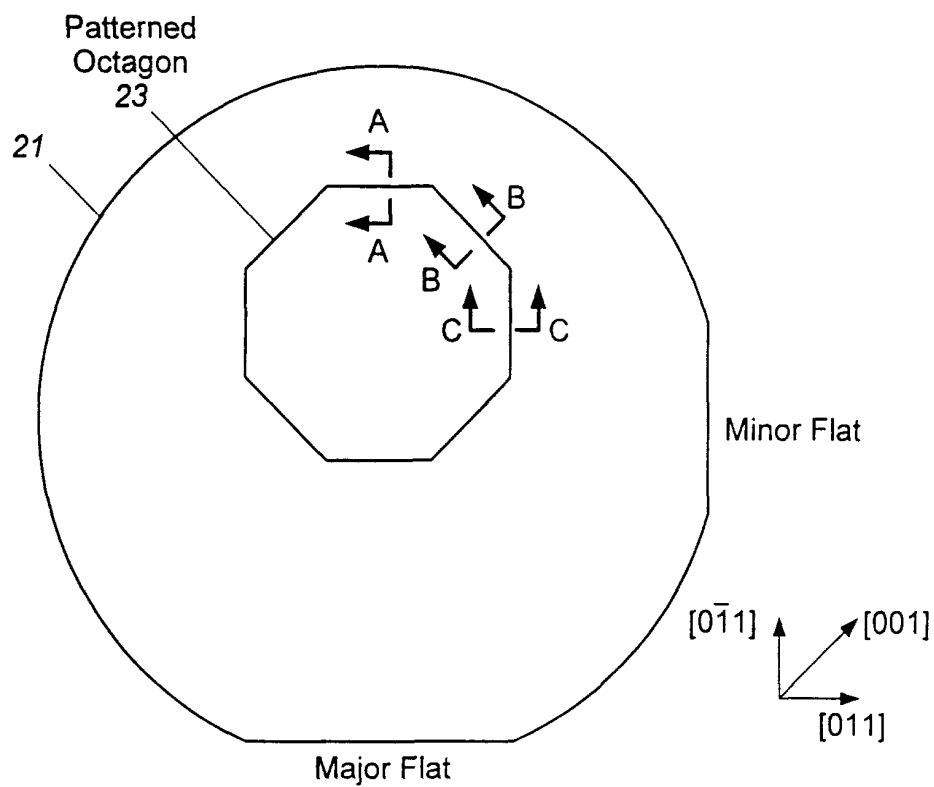 Patterned
Octagon
23
21
A
A
B
B
C
C
Minor Flat
[01̅1]
[001]
[011]
Major Flat